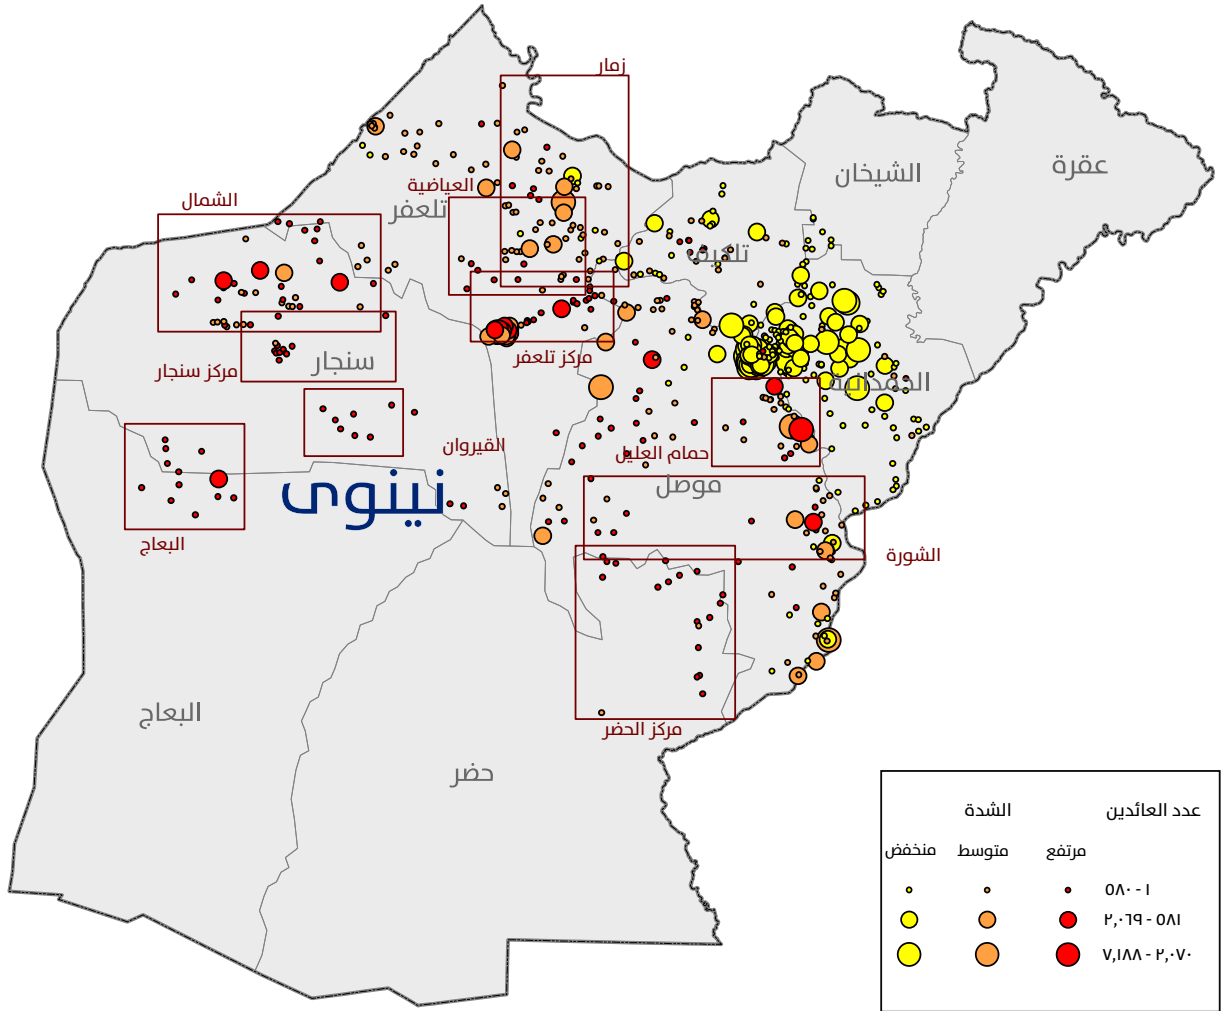 زمار
عقرة
الشيخان
العياضية
الشمال
تلعفر
تلكيف
مركز تلعفر
سنجار
مركز سنجار
الحمدانية
القيروان
حمام العليل
موصل
نينوى
البعاج
الشورة
البعاج
مركز الحضر
حضر
عدد العائدين الشدة
مرتفع متوسط منخفض
١ - ٥٨٠
٥٨١ - ٢,٠٦٩
٢,٠٧٠ - ٧,١٨٨